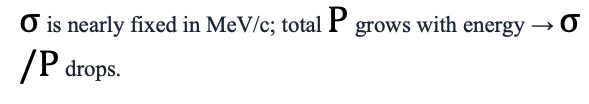 σ is nearly fixed in MeV/c; total P grows with energy → σ
/P drops.